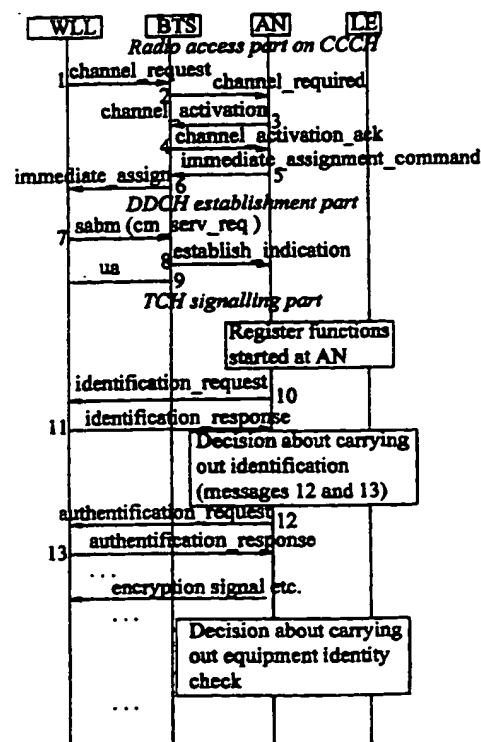 WLL BTS AN LE
Radio access part on CCCH
channel_request
1
channel_required
2
channel_activation
3
channel_activation_ack
4
immediate_assignment_command
5
immediate_assign
6
DDCH establishment part
sabm (cm_serv_req )
7
establish_indication
8
ua
9
TCH signalling part
Register functions
started at AN
identification_request
10
identification_response
11
Decision about carrying
out identification
(messages 12 and 13)
authentification_request
12
authentification_response
13
...
encryption signal etc.
...
Decision about carrying
out equipment identity
check
...